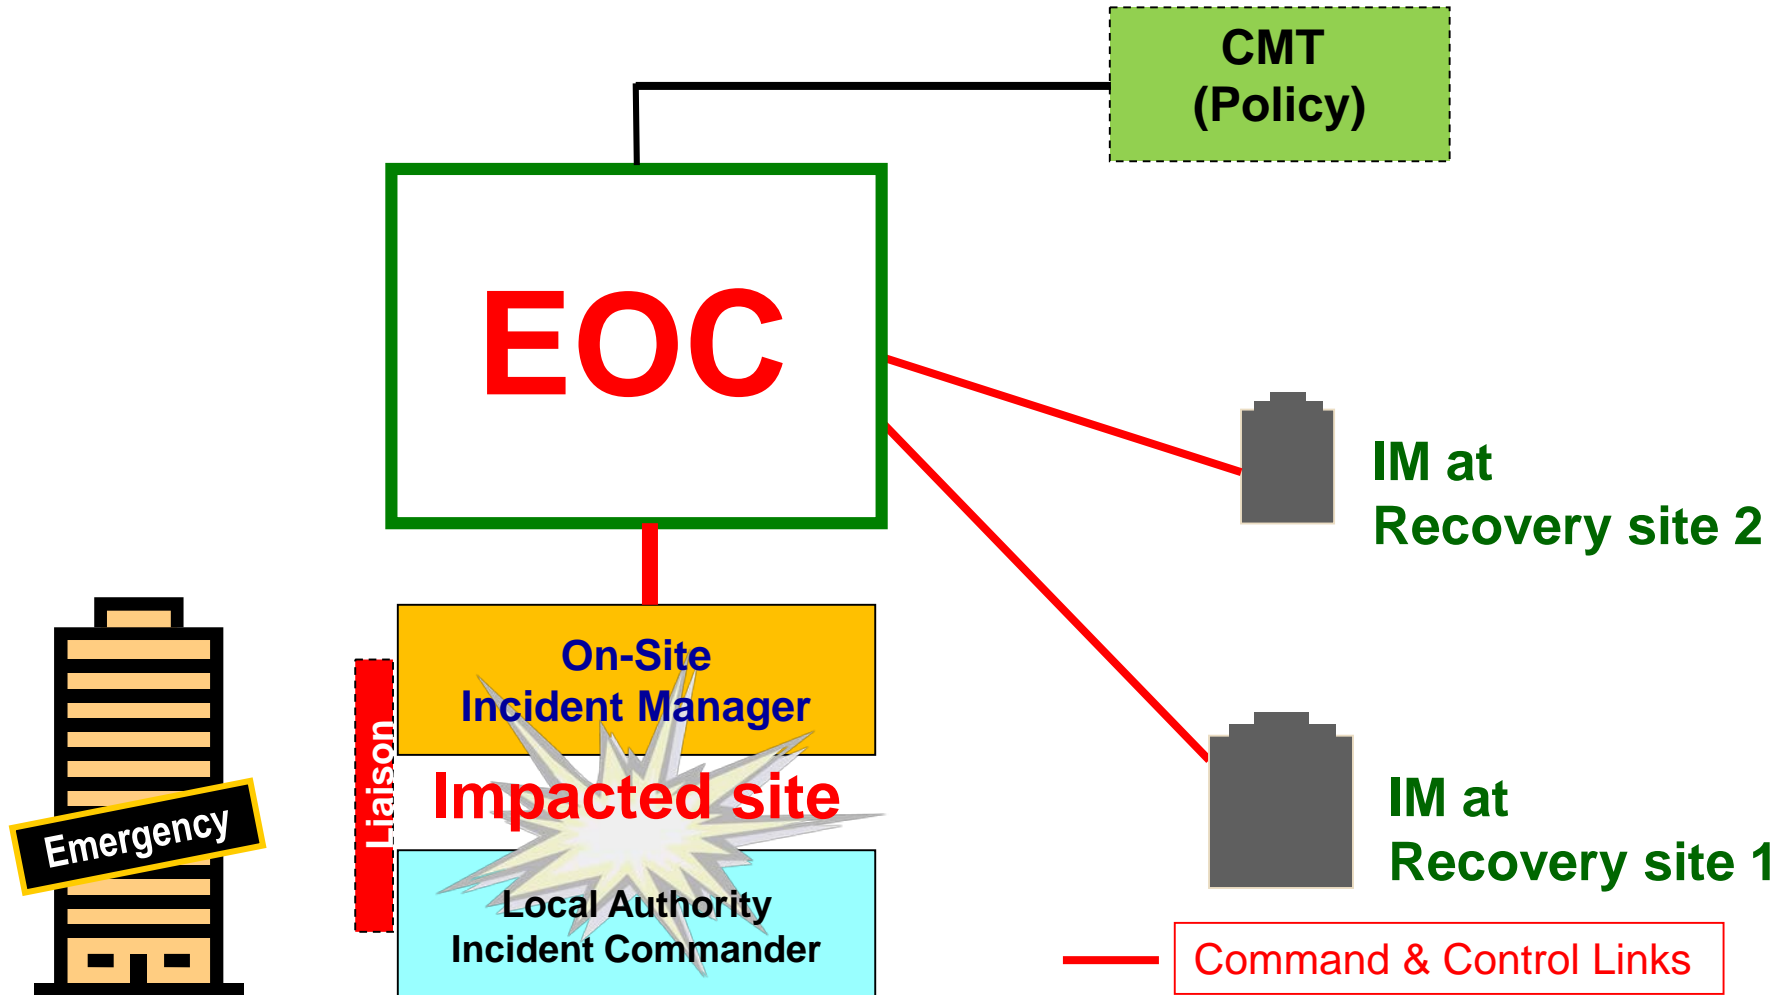 CMT
(Policy)
EOC
IM at
Recovery site 2
On-Site
Incident Manager
Liaison
Impacted site
Emergency
IM at
Recovery site 1
Local Authority
Incident Commander
Command & Control Links